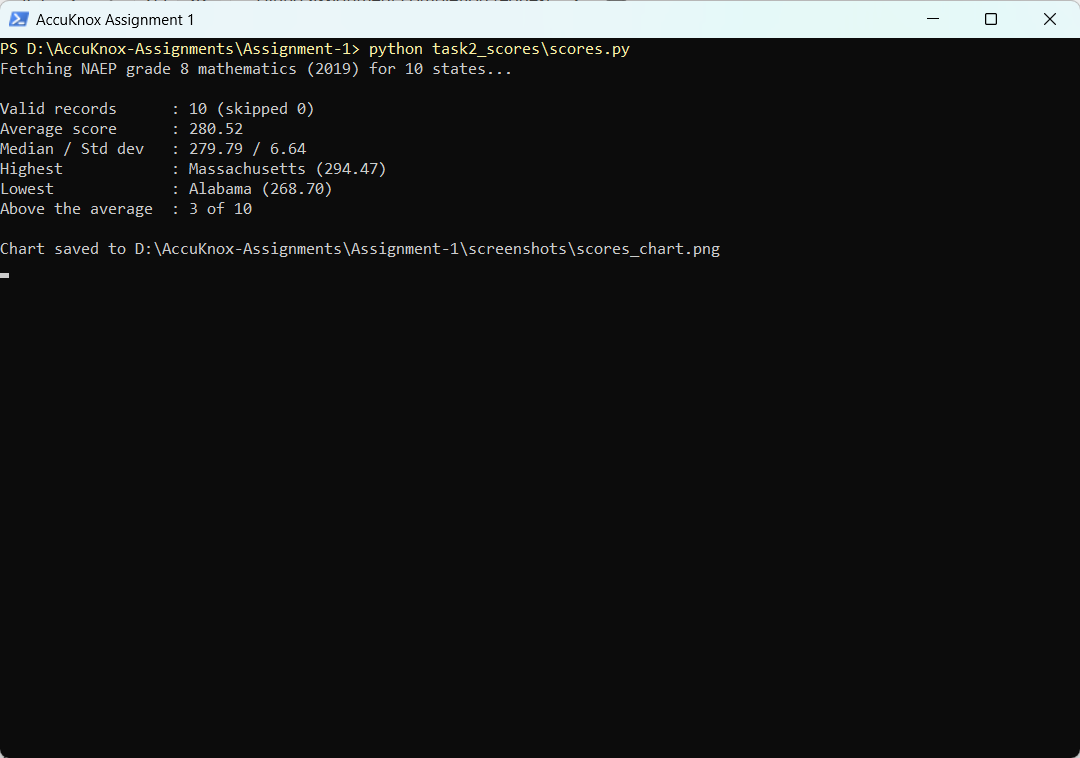 AccuKnox Assignment 1
PS D:\AccuKnox-Assignments\Assignment-1> python task2_scores\scores.py
Fetching NAEP grade 8 mathematics (2019) for 10 states...
Valid records      : 10 (skipped 0)
Average score      : 280.52
Median / Std dev   : 279.79 / 6.64
Highest            : Massachusetts (294.47)
Lowest             : Alabama (268.70)
Above the average  : 3 of 10
Chart saved to D:\AccuKnox-Assignments\Assignment-1\screenshots\scores_chart.png